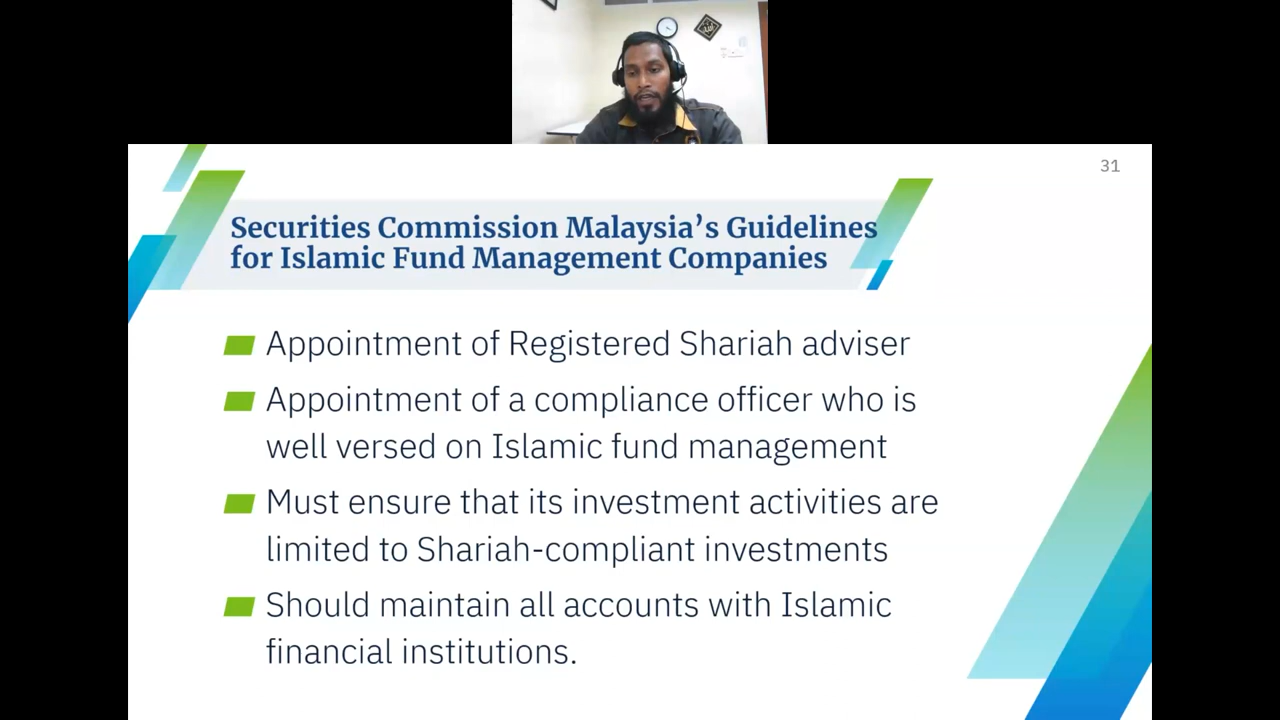 31
Securities Commission Malaysia’s Guidelines
for Islamic Fund Management Companies
Appointment of Registered Shariah adviser
Appointment of a compliance officer who is
well versed on Islamic fund management
Must ensure that its investment activities are
limited to Shariah-compliant investments
Should maintain all accounts with Islamic
financial institutions.